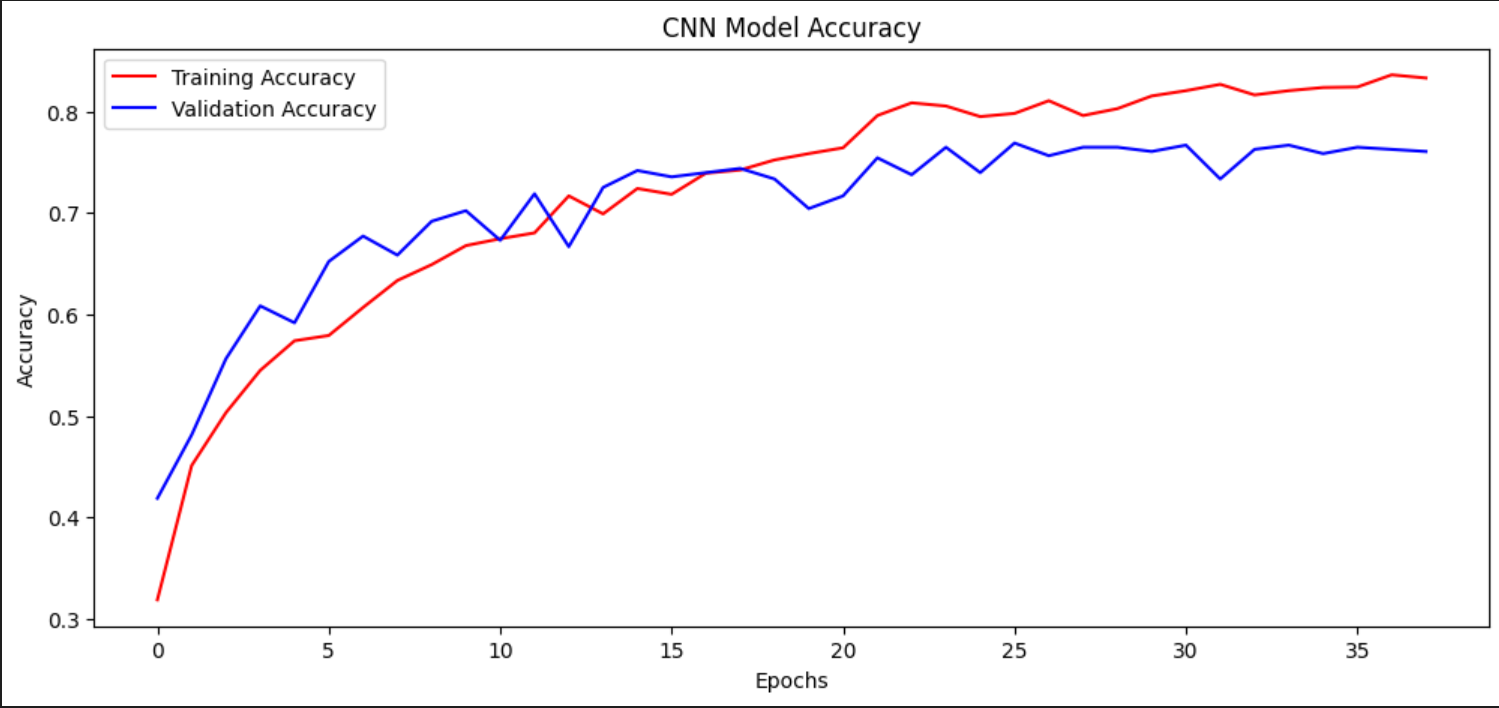 CNN Model Accuracy
Training Accuracy
Validation Accuracy
0.8
0.7
0.6
0.5
0.4
0.3
Accuracy
0 5 10 15 20 25 30 35
Epochs